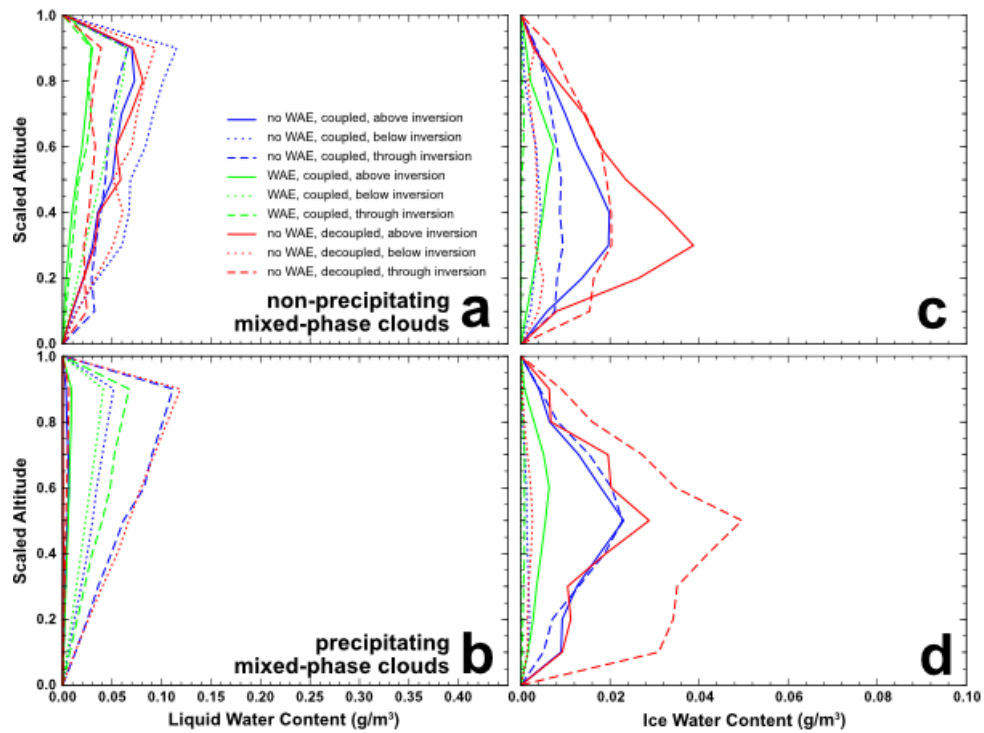 1.0
0.8
0.6
0.4
0.2
0.0
Scaled Altitude
no WAE, coupled, above inversion
no WAE, coupled, below inversion
no WAE, coupled, through inversion
WAE, coupled, above inversion
WAE, coupled, below inversion
WAE, coupled, through inversion
no WAE, decoupled, above inversion
no WAE, decoupled, below inversion
no WAE, decoupled, through inversion
non-precipitating
mixed-phase clouds
a
c
1.0
0.8
0.6
0.4
0.2
0.0
Scaled Altitude
precipitating
mixed-phase clouds
b
d
0.00 0.05 0.10 0.15 0.20 0.25 0.30 0.35 0.40
Liquid Water Content (g/m³)
0.00 0.02 0.04 0.06 0.08 0.10
Ice Water Content (g/m³)